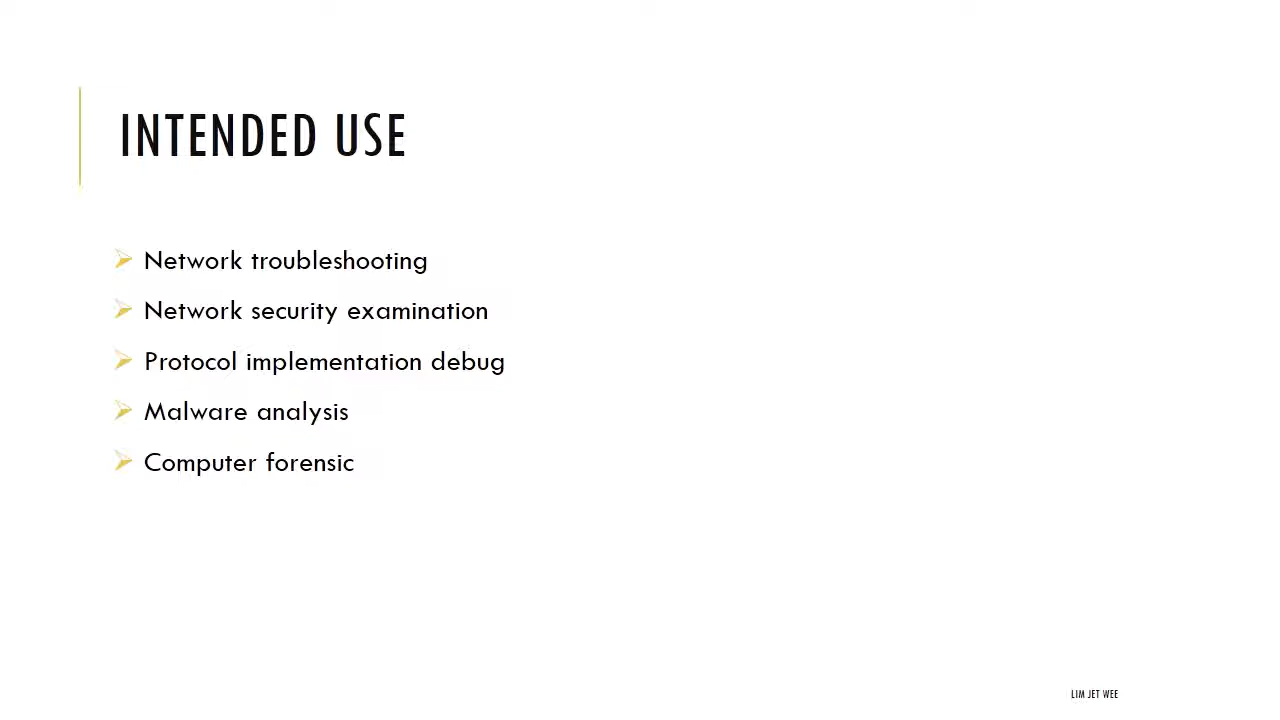 INTENDED USE
Network troubleshooting
Network security examination
Protocol implementation debug
Malware analysis
Computer forensic
LIM JET WEE